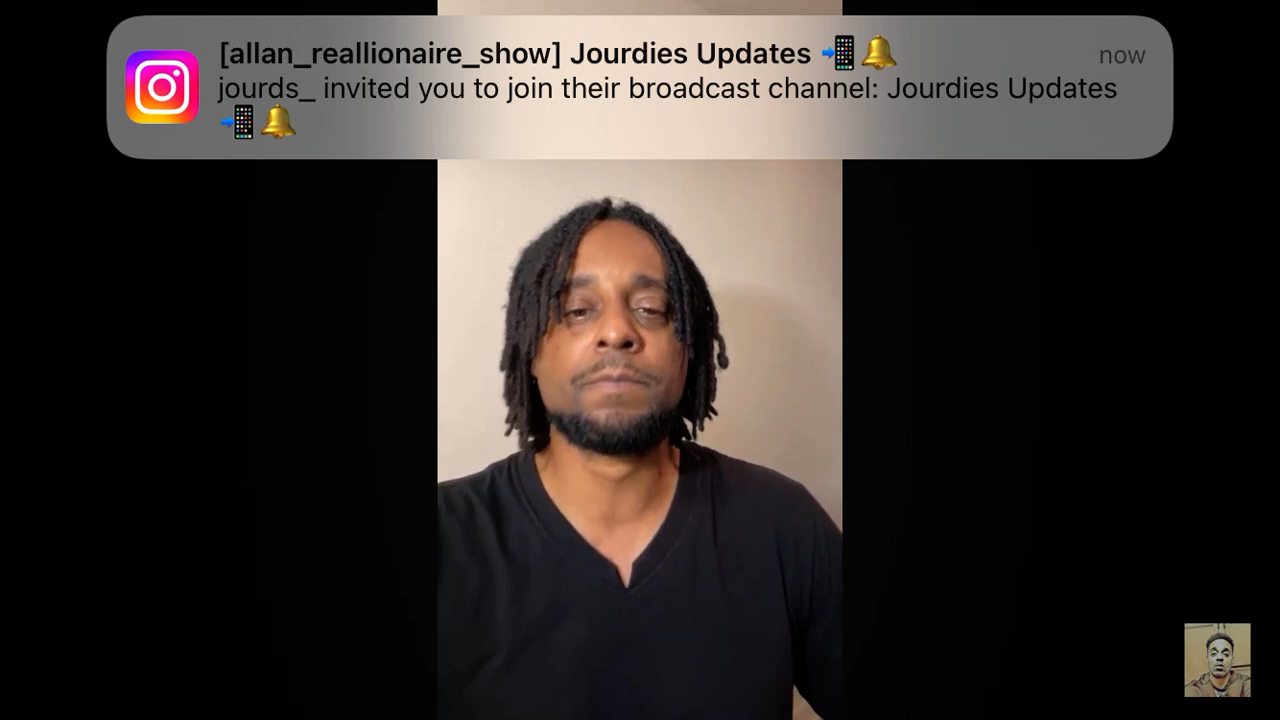 [allan_reallionaire_show] Jourdies Updates 📲🔔
now
jourds_ invited you to join their broadcast channel: Jourdies Updates
📲🔔